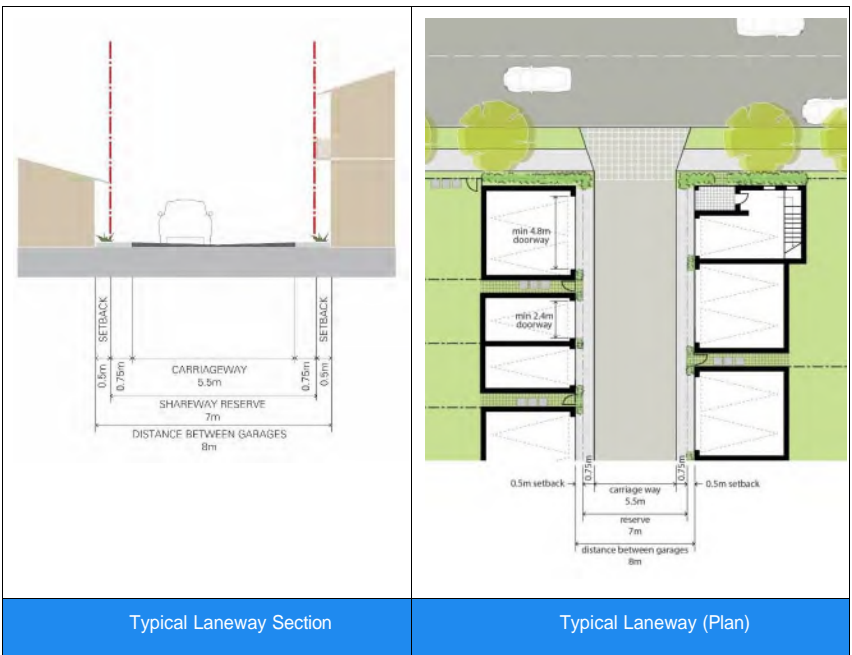 SETBACK
SETBACK
0.5m
0.75m
CARRIAGEWAY
5.5m
0.75m
0.5m
SHAREWAY RESERVE
7m
DISTANCE BETWEEN GARAGES
8m
min 4.8m
doorway
min 2.4m
doorway
0.5m setback
0.75m
carriage way
5.5m
0.75m
0.5m setback
reserve
7m
distance between garages
8m
Typical Laneway Section
Typical Laneway (Plan)